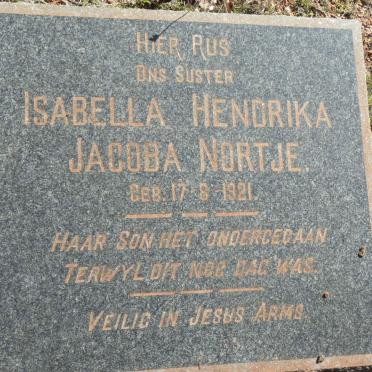 HIER RUS
ONS SUSTER
ISABELLA HENDRIKA
JACOBA NORTJE.
GEB. 17-8-1921.
HAAR SON HET ONDERGEGAAN
TERWYL DIT NOG DAG WAS.
VEILIG IN JESUS ARMS.